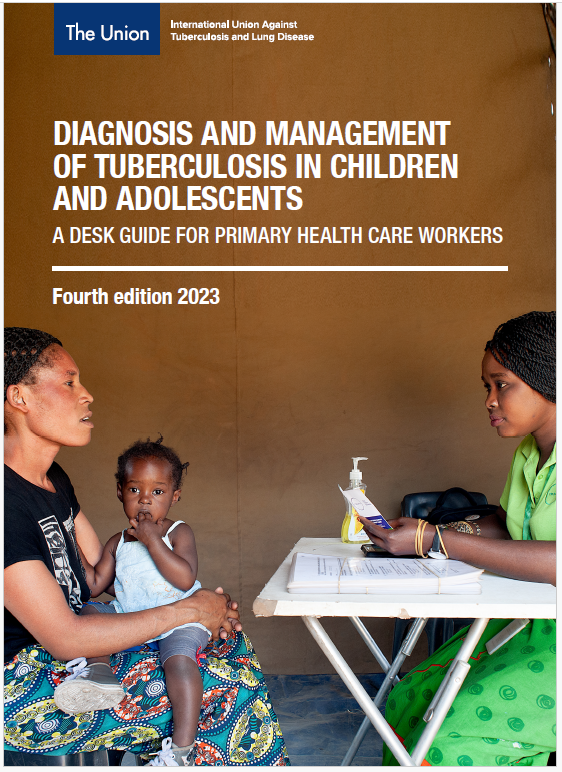 The Union
International Union Against
Tuberculosis and Lung Disease
DIAGNOSIS AND MANAGEMENT
OF TUBERCULOSIS IN CHILDREN
AND ADOLESCENTS
A DESK GUIDE FOR PRIMARY HEALTH CARE WORKERS
Fourth edition 2023